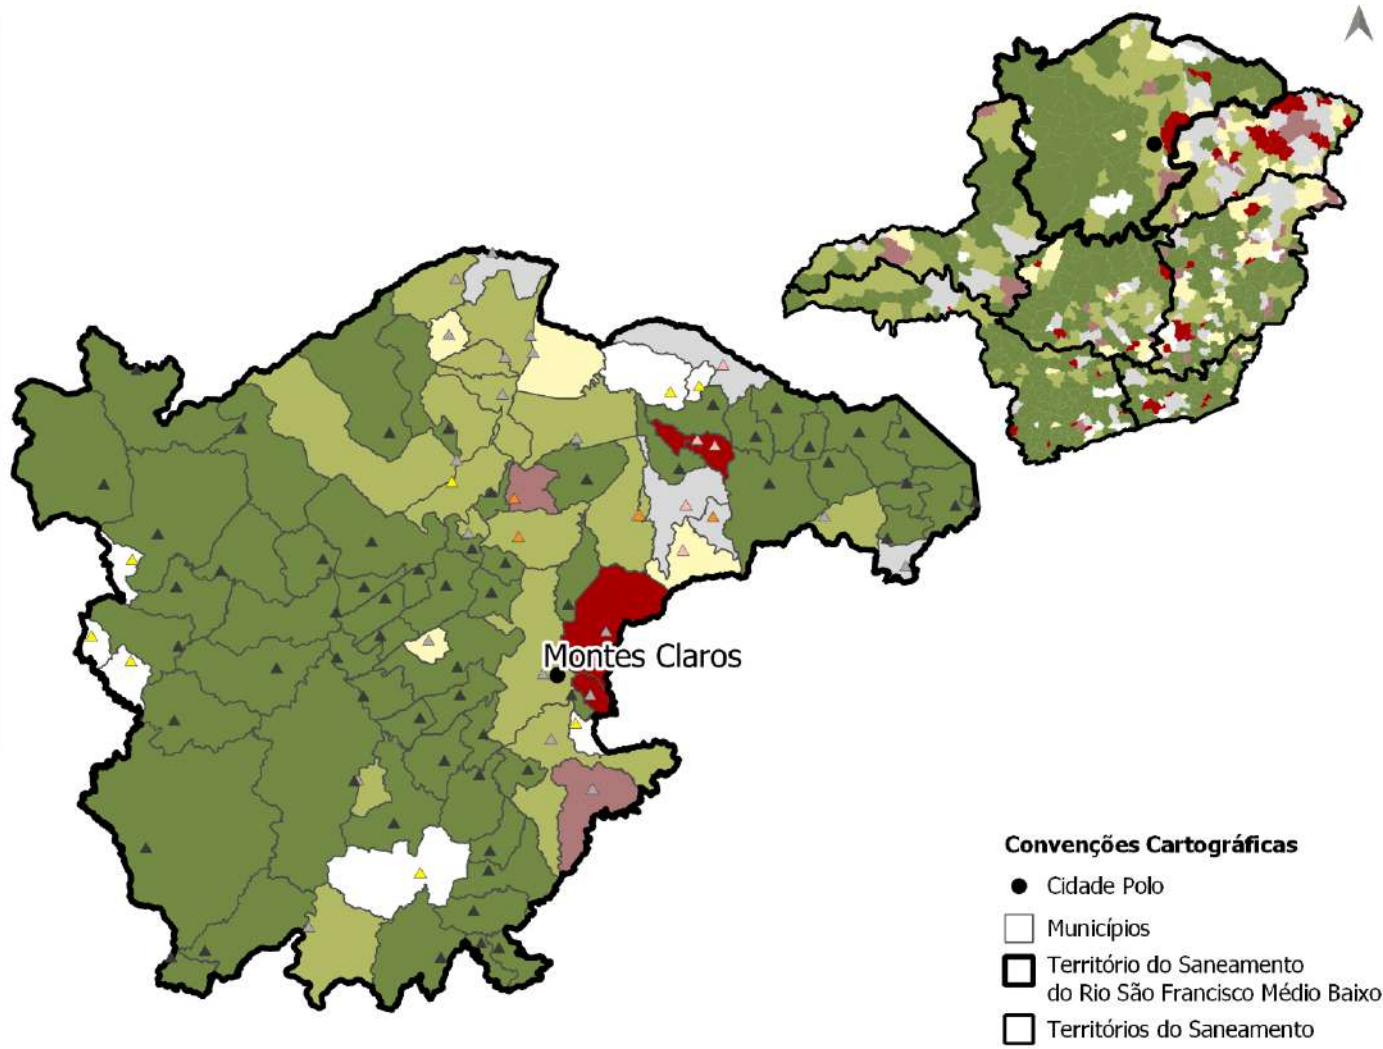 Montes Claros
Convenções Cartográficas
Cidade Polo
Municípios
Território do Saneamento
do Rio São Francisco Médio Baixo
Territórios do Saneamento